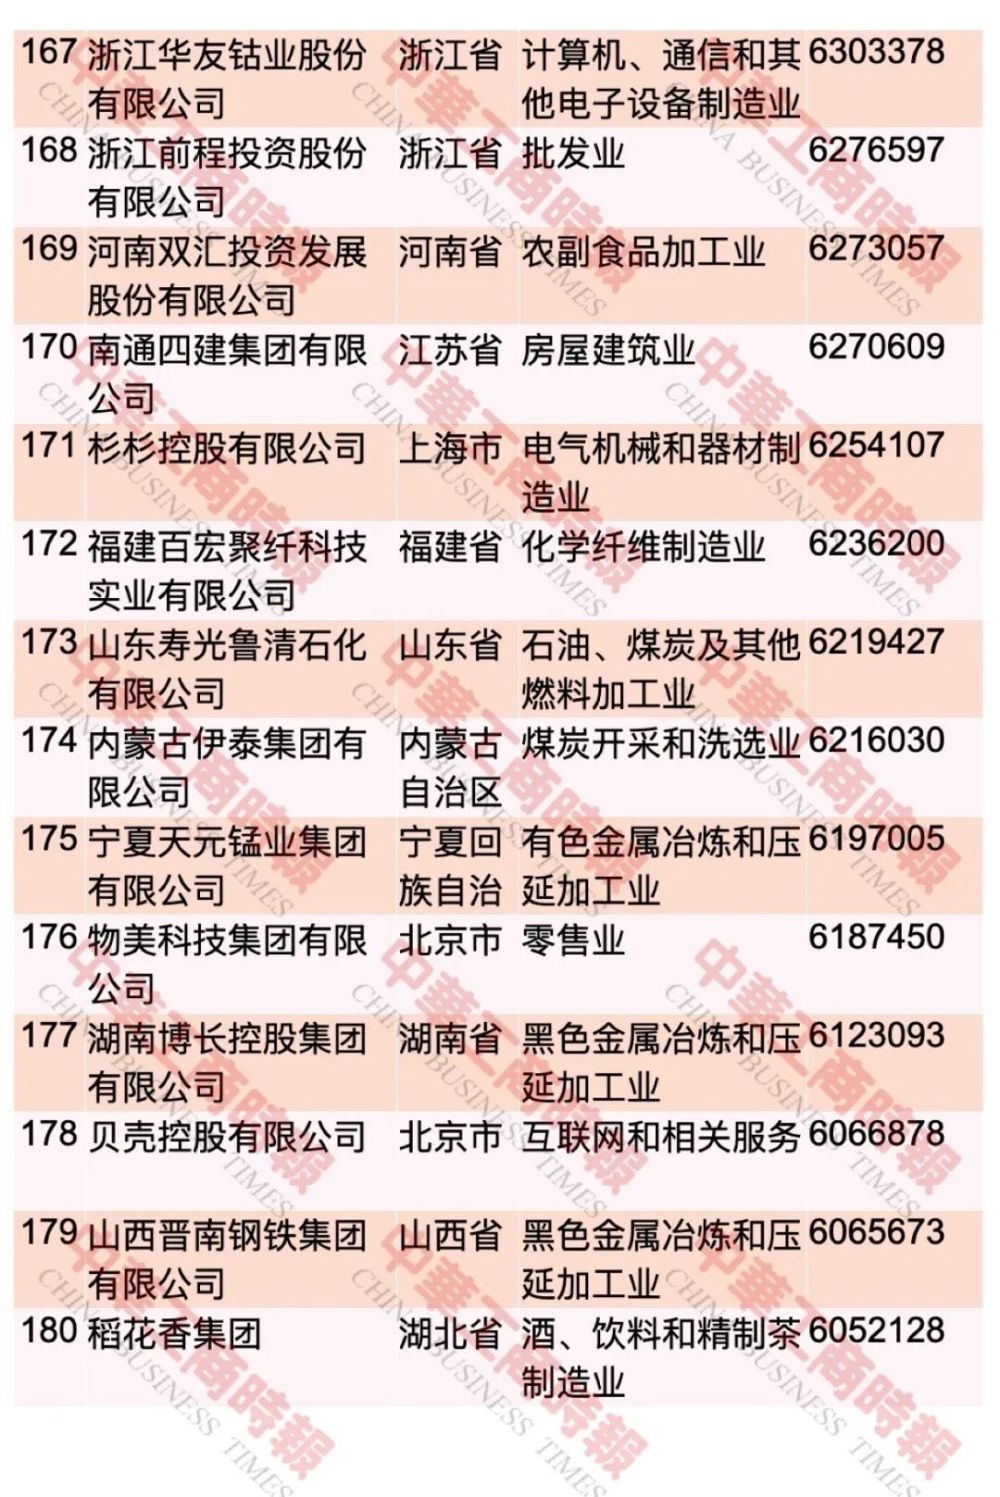 167 浙江华友钴业股份 浙江省 计算机、通信和其 6303378
有限公司 他电子设备制造业
168 浙江前程投资股份 浙江省 批发业 6276597
有限公司
169 河南双汇投资发展 河南省 农副食品加工业 6273057
股份有限公司
170 南通四建集团有限 江苏省 房屋建筑业 6270609
公司
171 杉杉控股有限公司 上海市 电气机械和器材制 6254107
造业
172 福建百宏聚纤科技 福建省 化学纤维制造业 6236200
实业有限公司
173 山东寿光鲁清石化 山东省 石油、煤炭及其他 6219427
有限公司 燃料加工业
174 内蒙古伊泰集团有 内蒙古 煤炭开采和洗选业 6216030
限公司 自治区
175 宁夏天元锰业集团 宁夏回 有色金属冶炼和压 6197005
有限公司 族自治 延加工业
176 物美科技集团有限 北京市 零售业 6187450
公司
177 湖南博长控股集团 湖南省 黑色金属冶炼和压 6123093
有限公司 延加工业
178 贝壳控股有限公司 北京市 互联网和相关服务 6066878
179 山西晋南钢铁集团 山西省 黑色金属冶炼和压 6065673
有限公司 延加工业
180 稻花香集团 湖北省 酒、饮料和精制茶 6052128
制造业
中華工商時報
CHINA BUSINESS TIMES